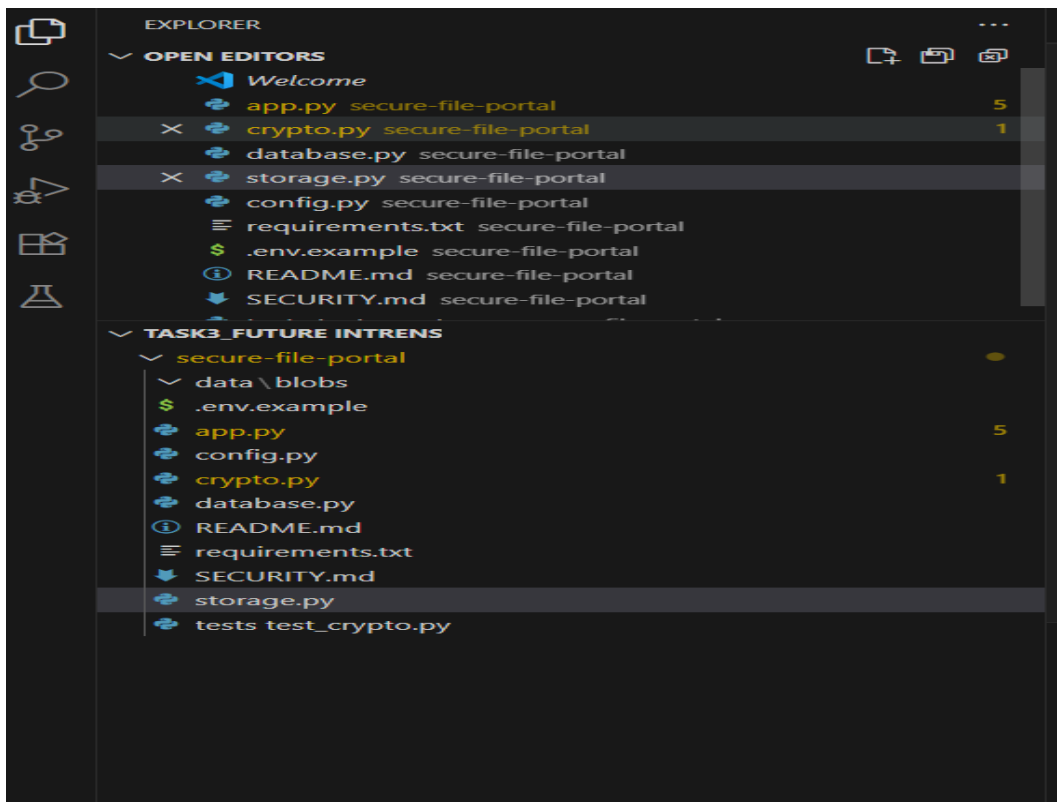 EXPLORER ...
OPEN EDITORS
Welcome
app.py secure-file-portal 5
crypto.py secure-file-portal 1
database.py secure-file-portal
storage.py secure-file-portal
config.py secure-file-portal
requirements.txt secure-file-portal
$ .env.example secure-file-portal
README.md secure-file-portal
SECURITY.md secure-file-portal
TASK3_FUTURE INTRENS
secure-file-portal
data\blobs
$ .env.example
app.py 5
config.py
crypto.py 1
database.py
README.md
requirements.txt
SECURITY.md
storage.py
tests test_crypto.py